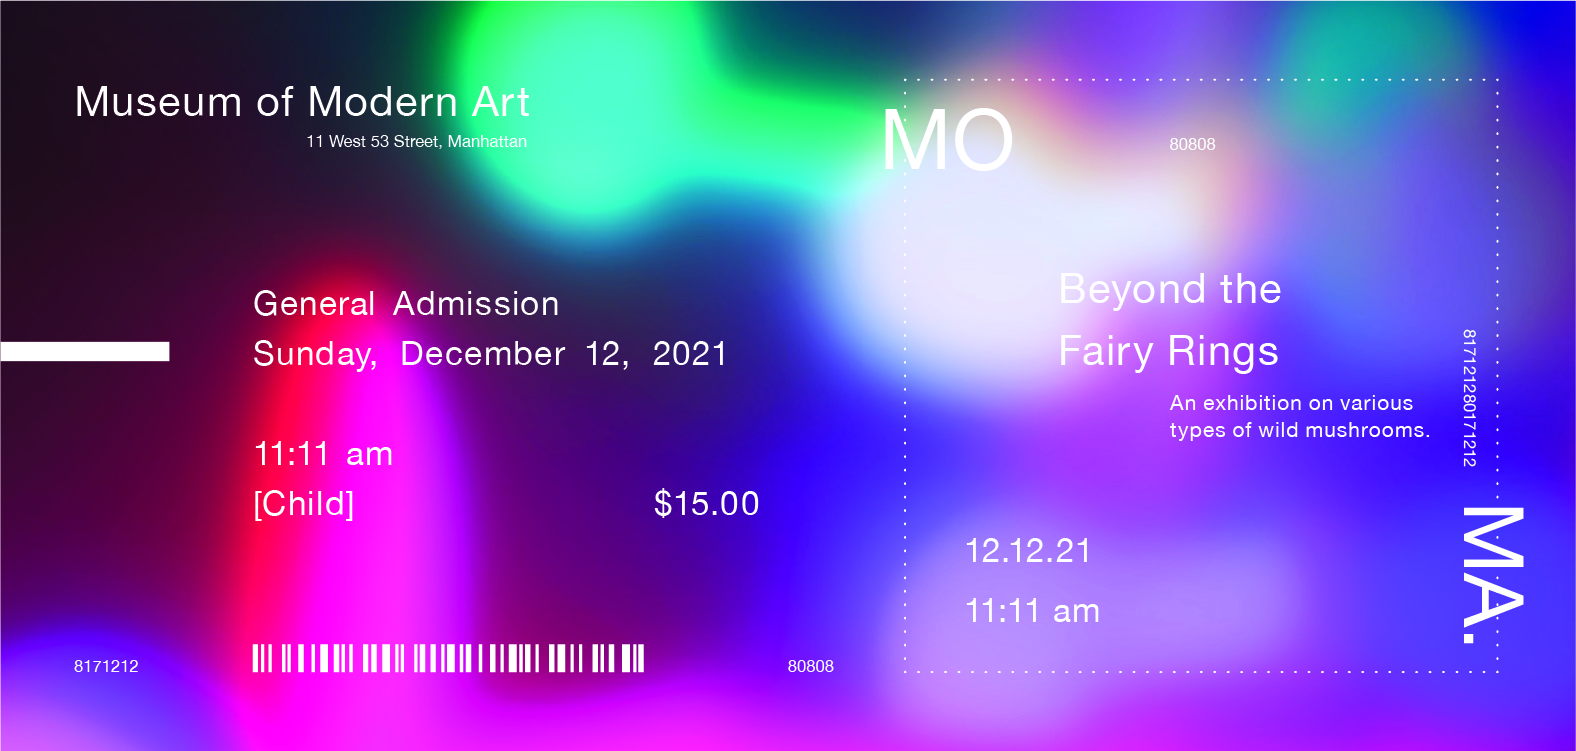 Museum of Modern Art
11 West 53 Street, Manhattan
General Admission
Sunday, December 12, 2021
11:11 am
[Child] $15.00
8171212
80808
MO
80808
Beyond the
Fairy Rings
An exhibition on various
types of wild mushrooms.
12.12.21
11:11 am
817121280171212
MA.